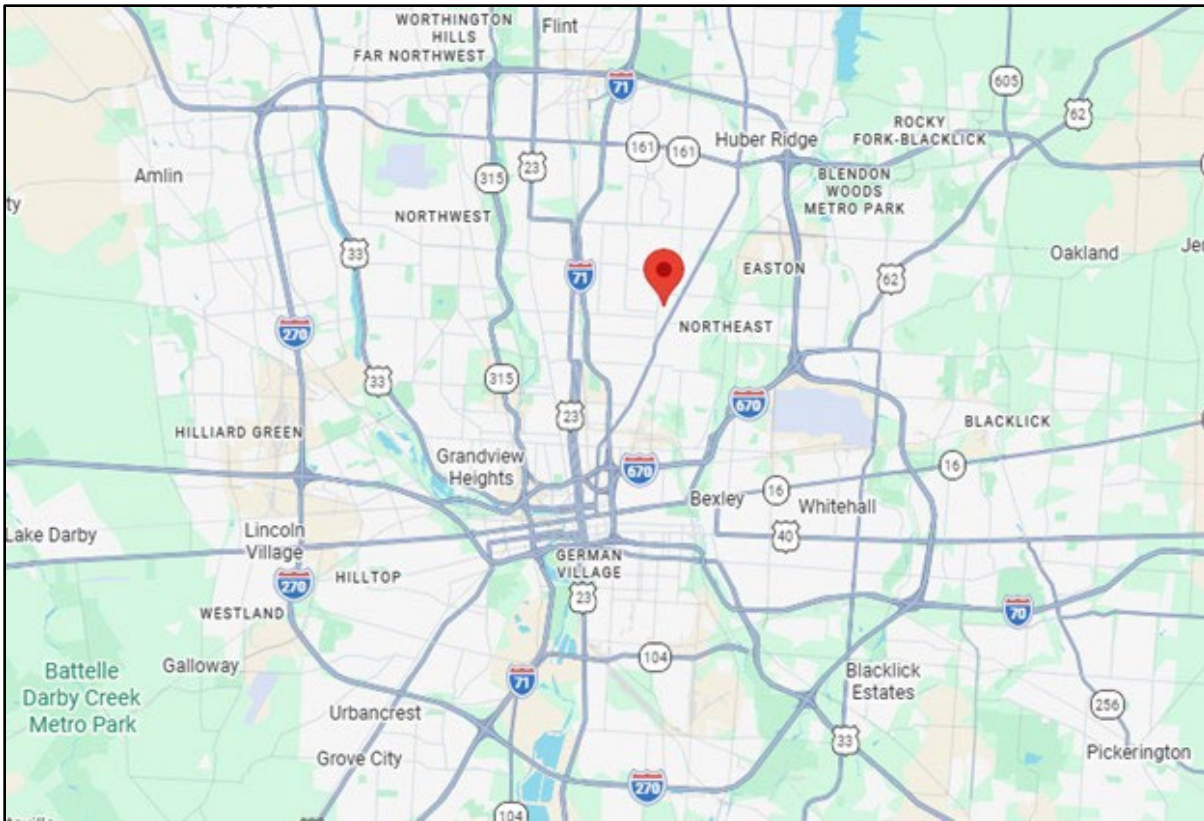 WORTHINGTON
HILLS
FAR NORTHWEST
Flint
71
605
62
ROCKY
FORK-BLACKLICK
161
161
Huber Ridge
23
315
Amlin
BLENDON
WOODS
METRO PARK
ty
NORTHWEST
33
71
EASTON
62
Oakland
Jer
270
NORTHEAST
33
315
23
670
HILLIARD GREEN
BLACKLICK
Grandview
Heights
670
16
16
Bexley
Whitehall
Lake Darby
Lincoln
Village
40
270
HILLTOP
GERMAN
VILLAGE
23
WESTLAND
70
Galloway
104
Battelle
Darby Creek
Metro Park
71
Blacklick
Estates
Urbancrest
256
33
Grove City
Pickerington
270
104